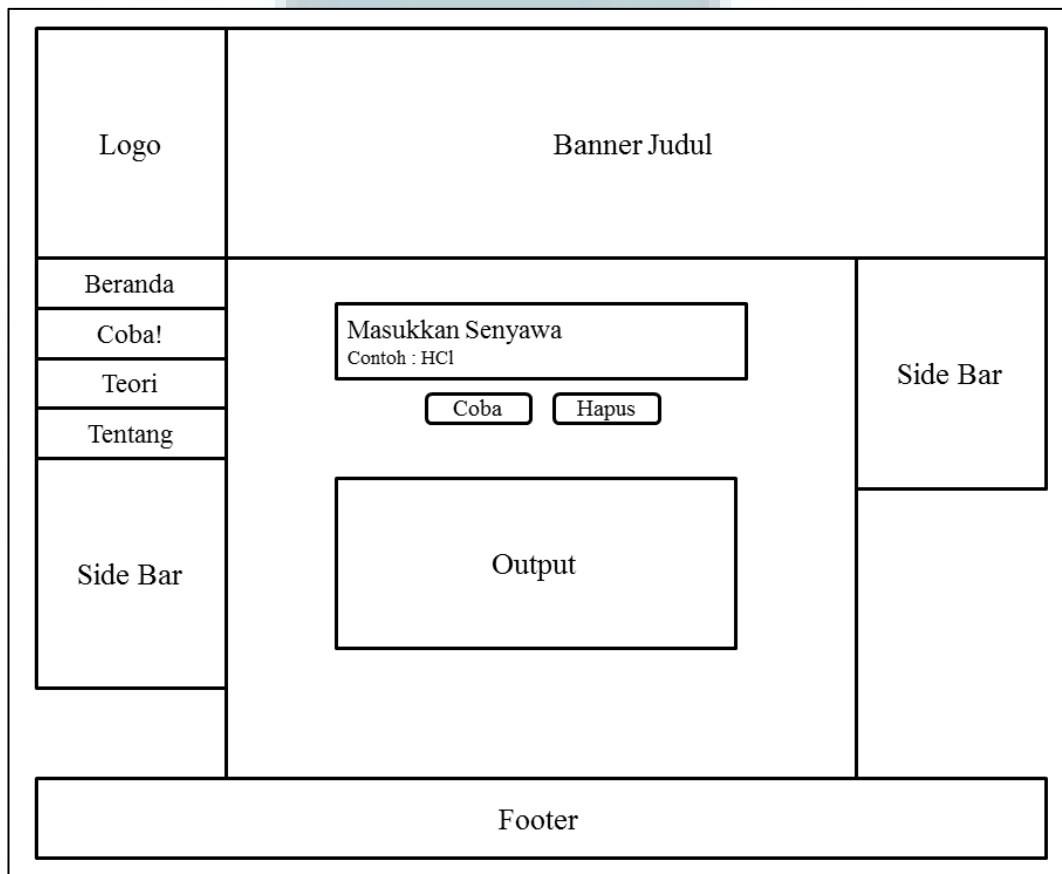 Logo
Banner Judul
Beranda
Coba!
Teori
Tentang
Side Bar
Masukkan Senyawa
Contoh : HCl
Coba
Hapus
Output
Side Bar
Footer